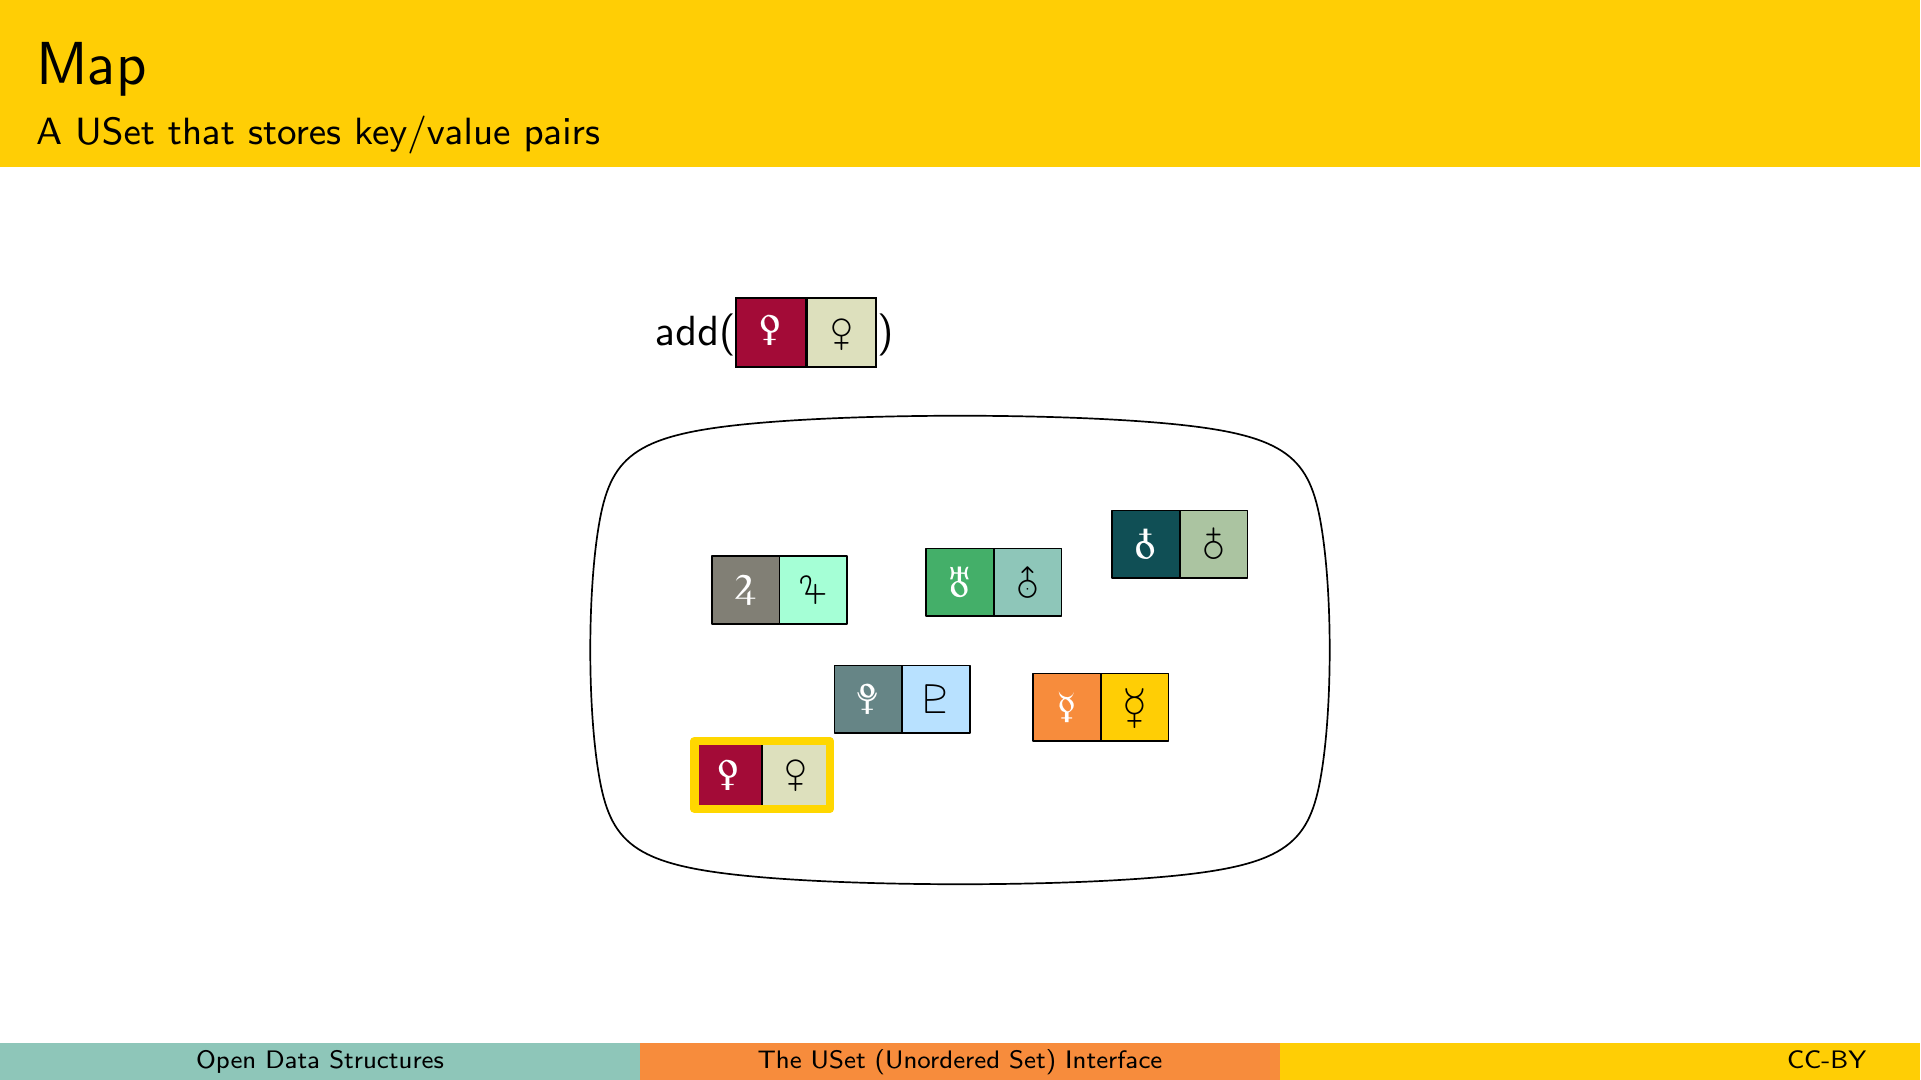 Map
A USet that stores key/value pairs
add(♀ ♀)
♁ ♁
♃ ♃
♅ ⛢
♇ ♇
☿ ☿
♀ ♀
Open Data Structures
The USet (Unordered Set) Interface
CC-BY